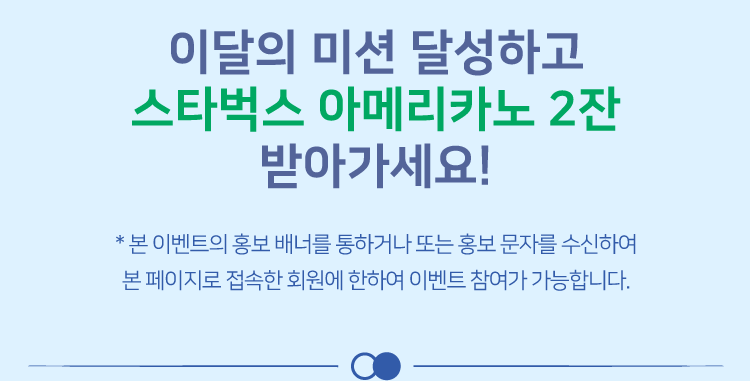 이달의 미션 달성하고
스타벅스 아메리카노 2잔
받아가세요!
* 본 이벤트의 홍보 배너를 통하거나 또는 홍보 문자를 수신하여
본 페이지로 접속한 회원에 한하여 이벤트 참여가 가능합니다.